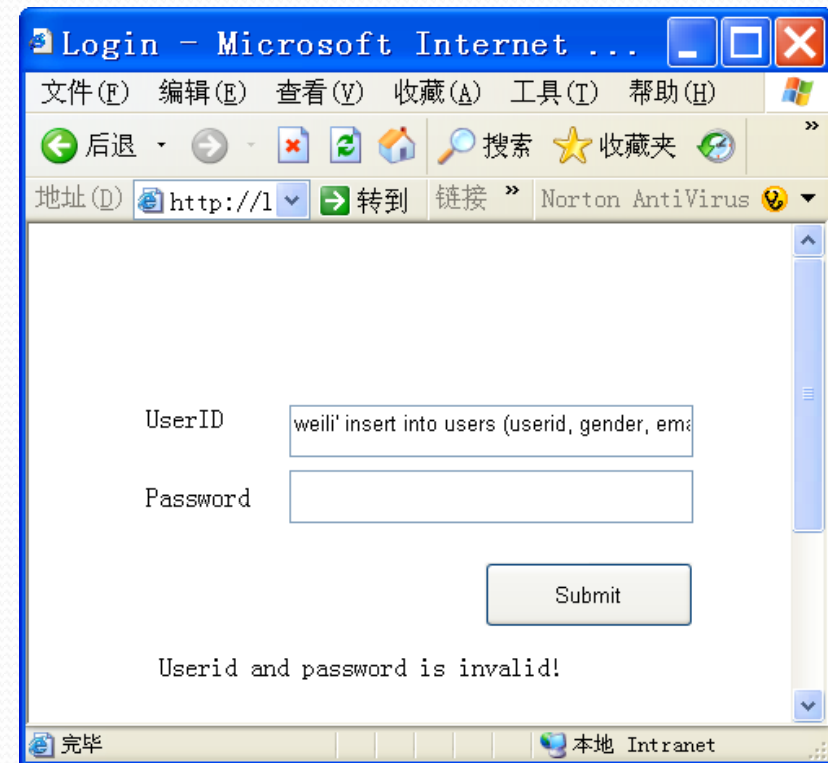 Login - Microsoft Internet ...
文件(F) 编辑(E) 查看(V) 收藏(A) 工具(T) 帮助(H)
后退 搜索 收藏夹 »
地址(D) http://l 转到 链接 » Norton AntiVirus
UserID weili' insert into users (userid, gender, ema
Password
Submit
Userid and password is invalid!
完毕 本地 Intranet